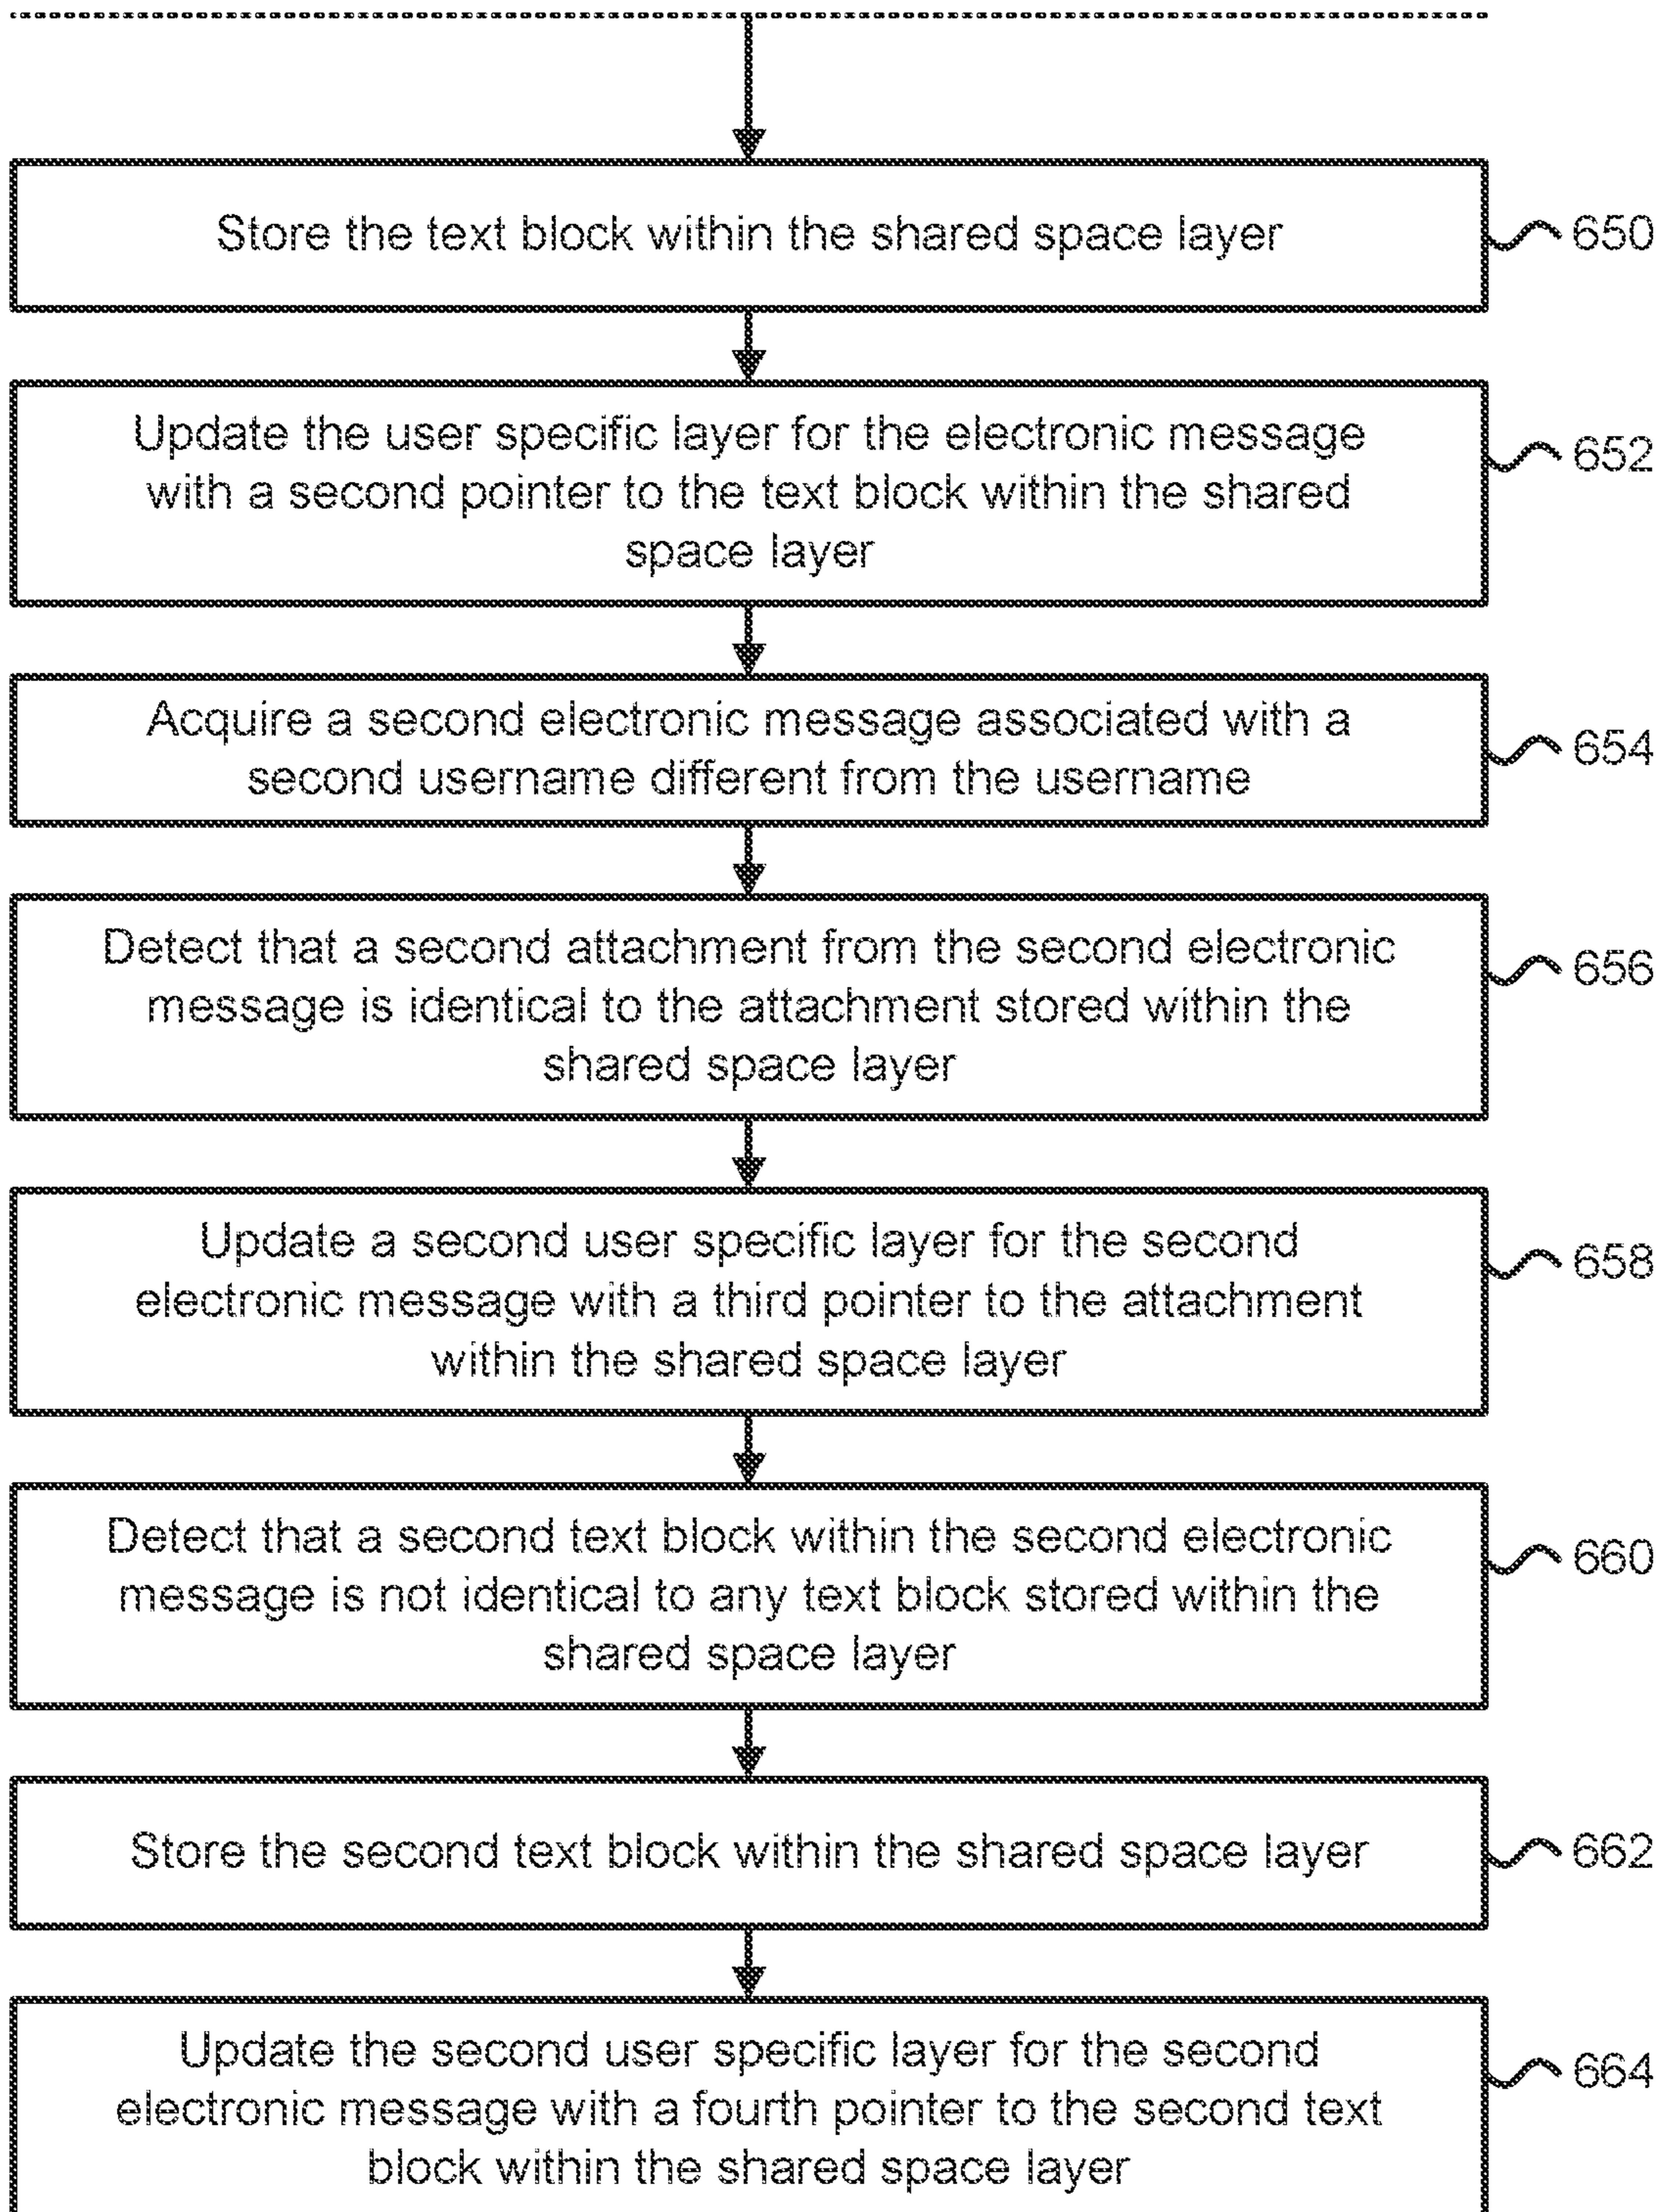 Store the text block within the shared space layer
650
Update the user specific layer for the electronic message
with a second pointer to the text block within the shared
space layer
652
Acquire a second electronic message associated with a
second username different from the username
654
Detect that a second attachment from the second electronic
message is identical to the attachment stored within the
shared space layer
656
Update a second user specific layer for the second
electronic message with a third pointer to the attachment
within the shared space layer
658
Detect that a second text block within the second electronic
message is not identical to any text block stored within the
shared space layer
660
Store the second text block within the shared space layer
662
Update the second user specific layer for the second
electronic message with a fourth pointer to the second text
block within the shared space layer
664